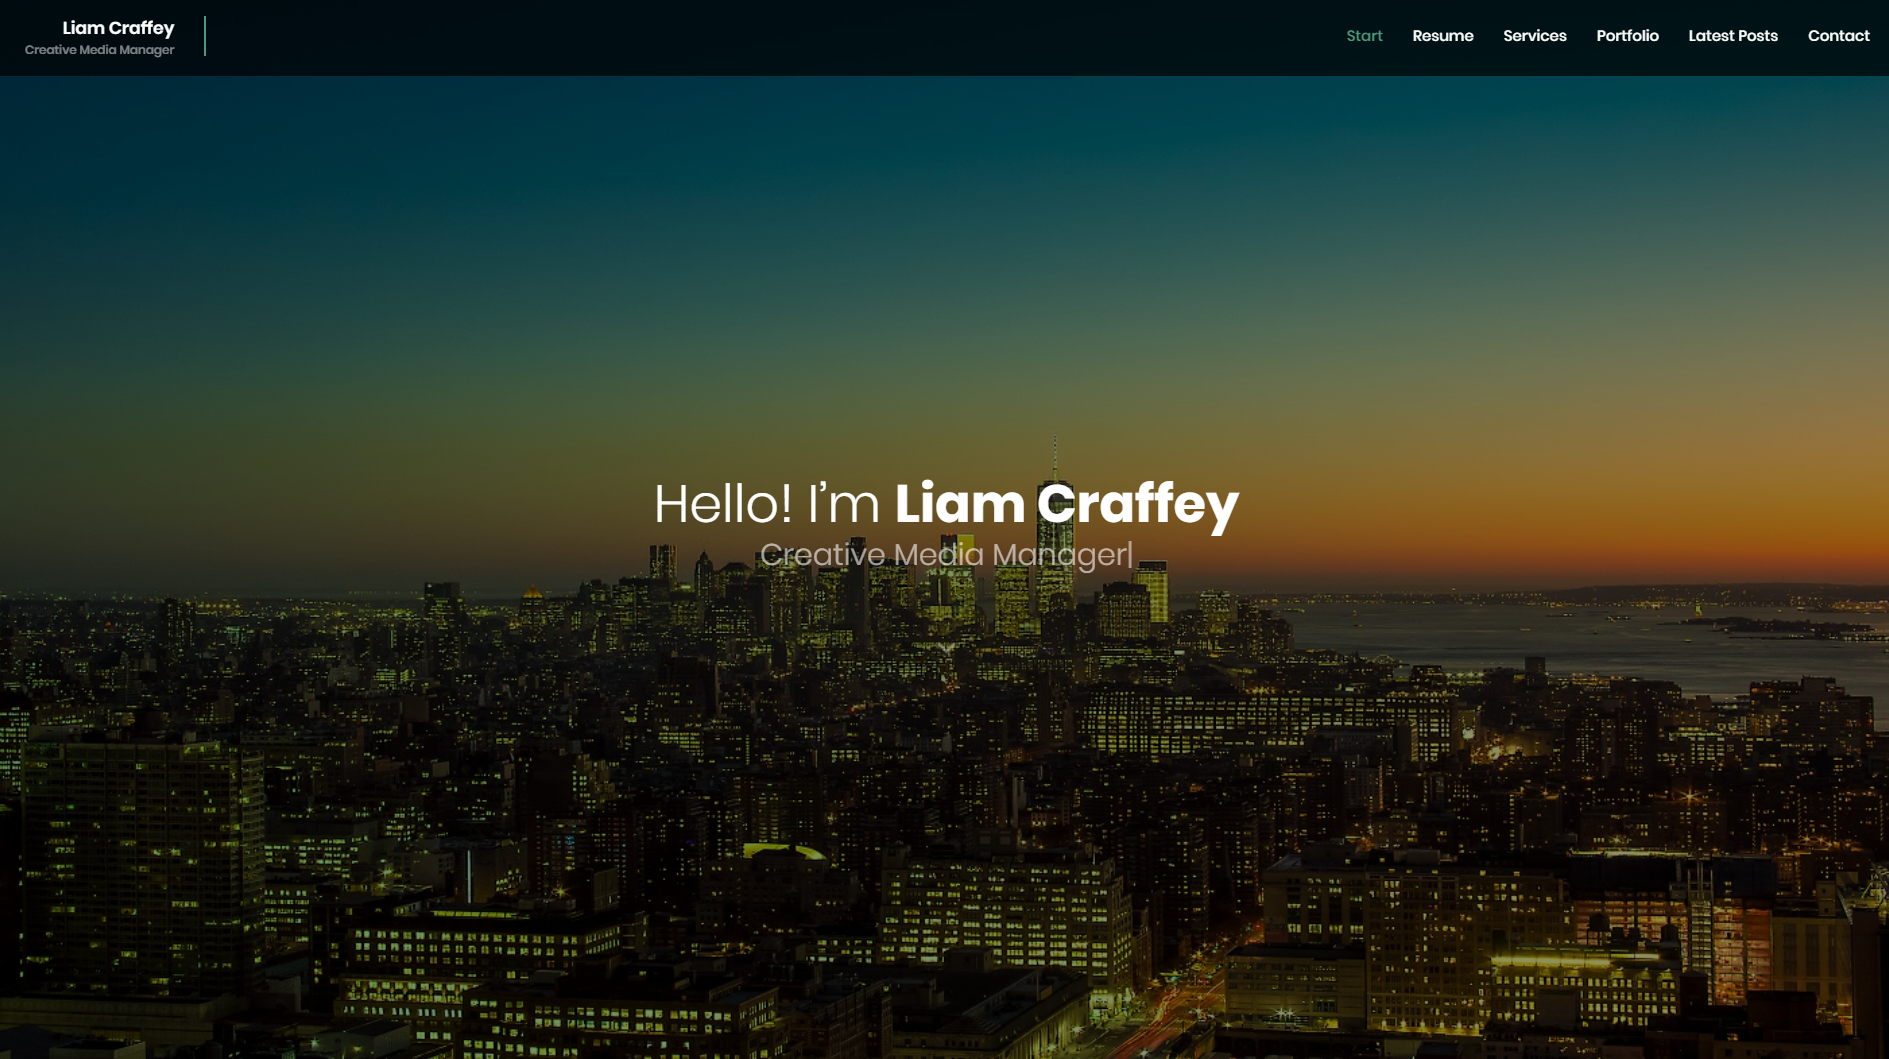 Liam Craffey
Creative Media Manager
Start Resume Services Portfolio Latest Posts Contact
Hello! I’m Liam Craffey
Creative Media Manager|